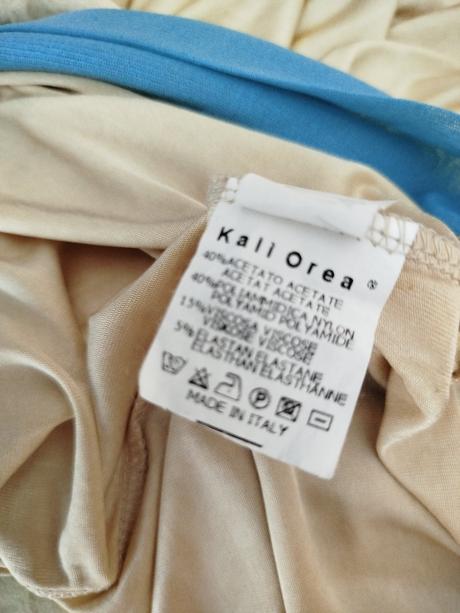 Kalì Orea ®
40%ACETATO ACETATE
ACETAT ACETATE
40%POLIAMMIDICA NYLON
POLYAMID POLYAMIDE
15%VISCOSA VISCOSE
VISKOSE VISCOSE
5% ELASTAN ELASTANE
ELASTHAN ELASTHANNE
MADE IN ITALY